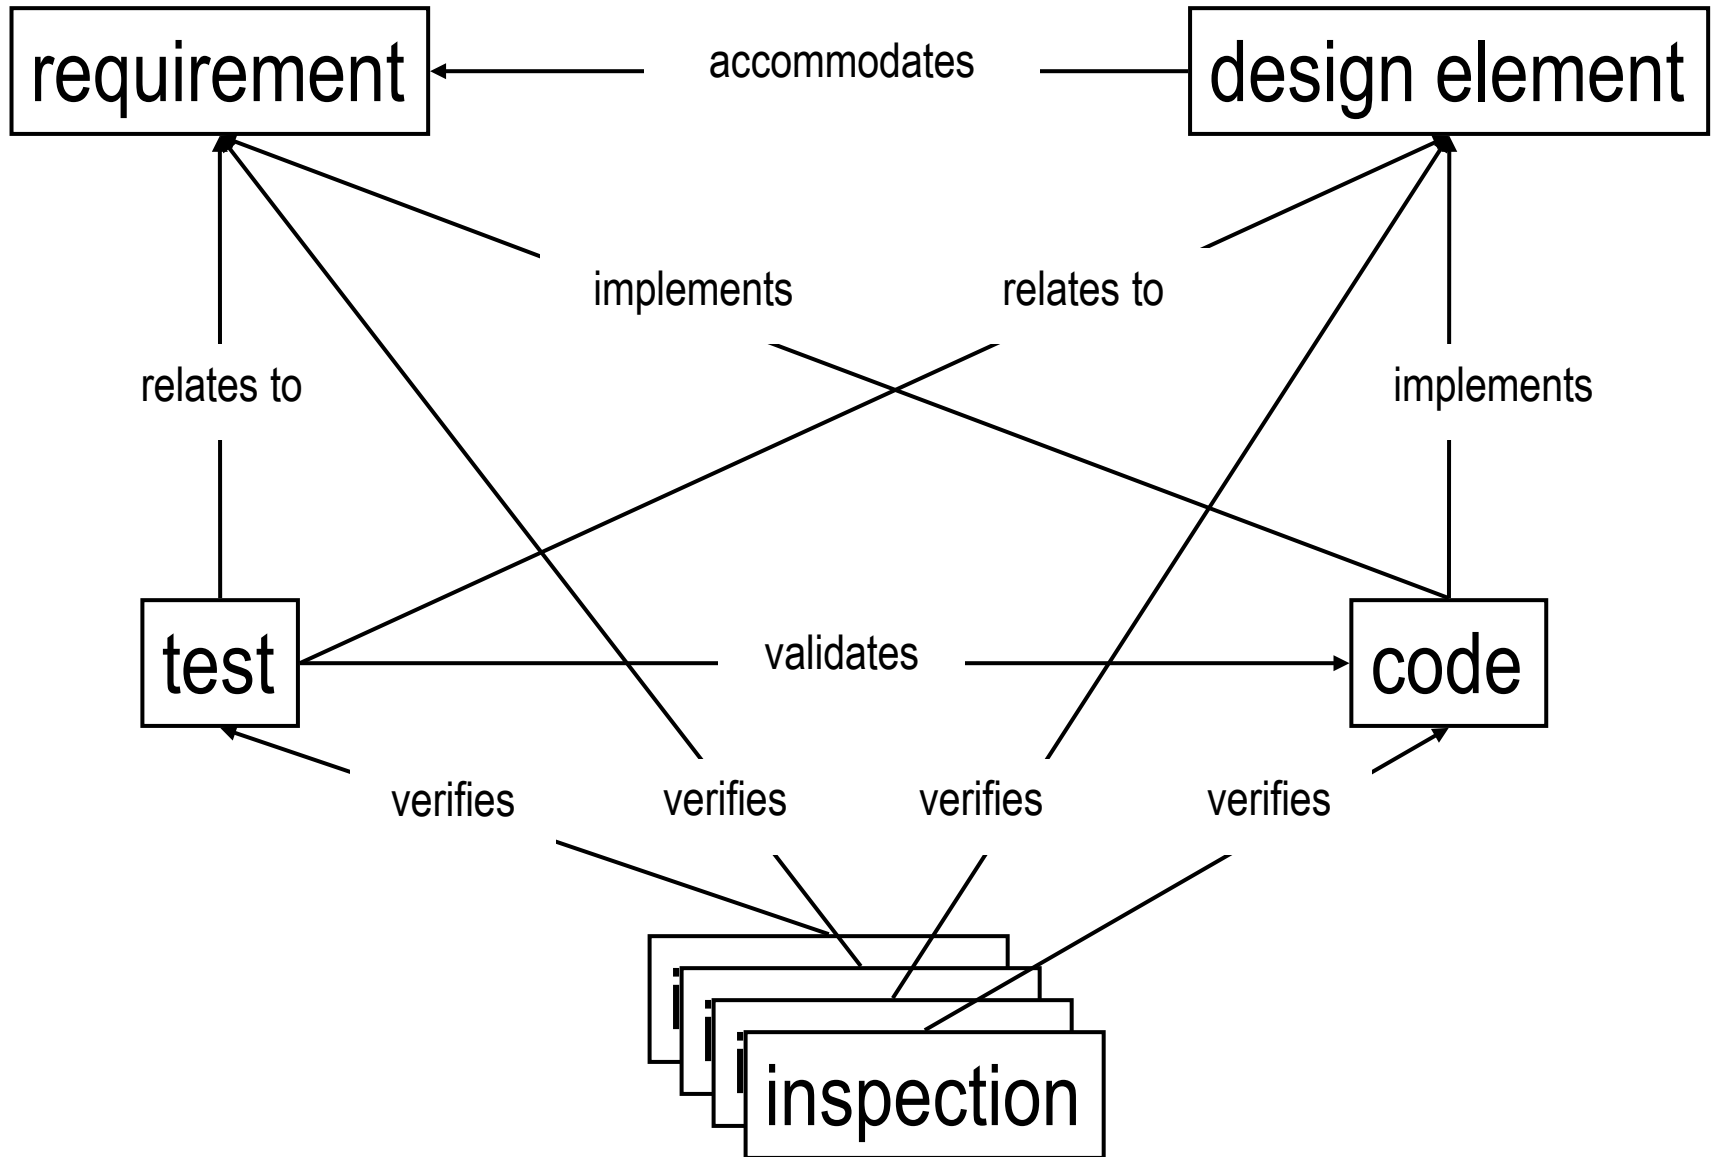 requirement
accommodates
design element
implements
relates to
relates to
implements
test
validates
code
verifies
verifies
verifies
verifies
inspection